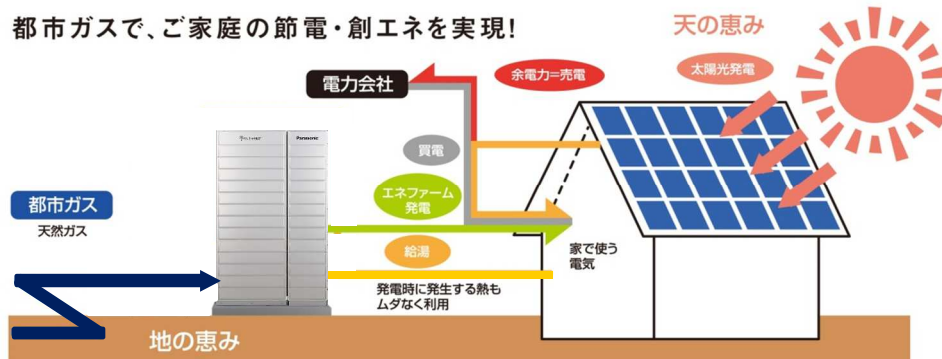 都市ガスで、ご家庭の節電・創エネを実現!
天の恵み
電力会社
余電力=売電
太陽光発電
Panasonic
買電
エネファーム
発電
都市ガス
天然ガス
給湯
家で使う
電気
発電時に発生する熱も
ムダなく利用
地の恵み